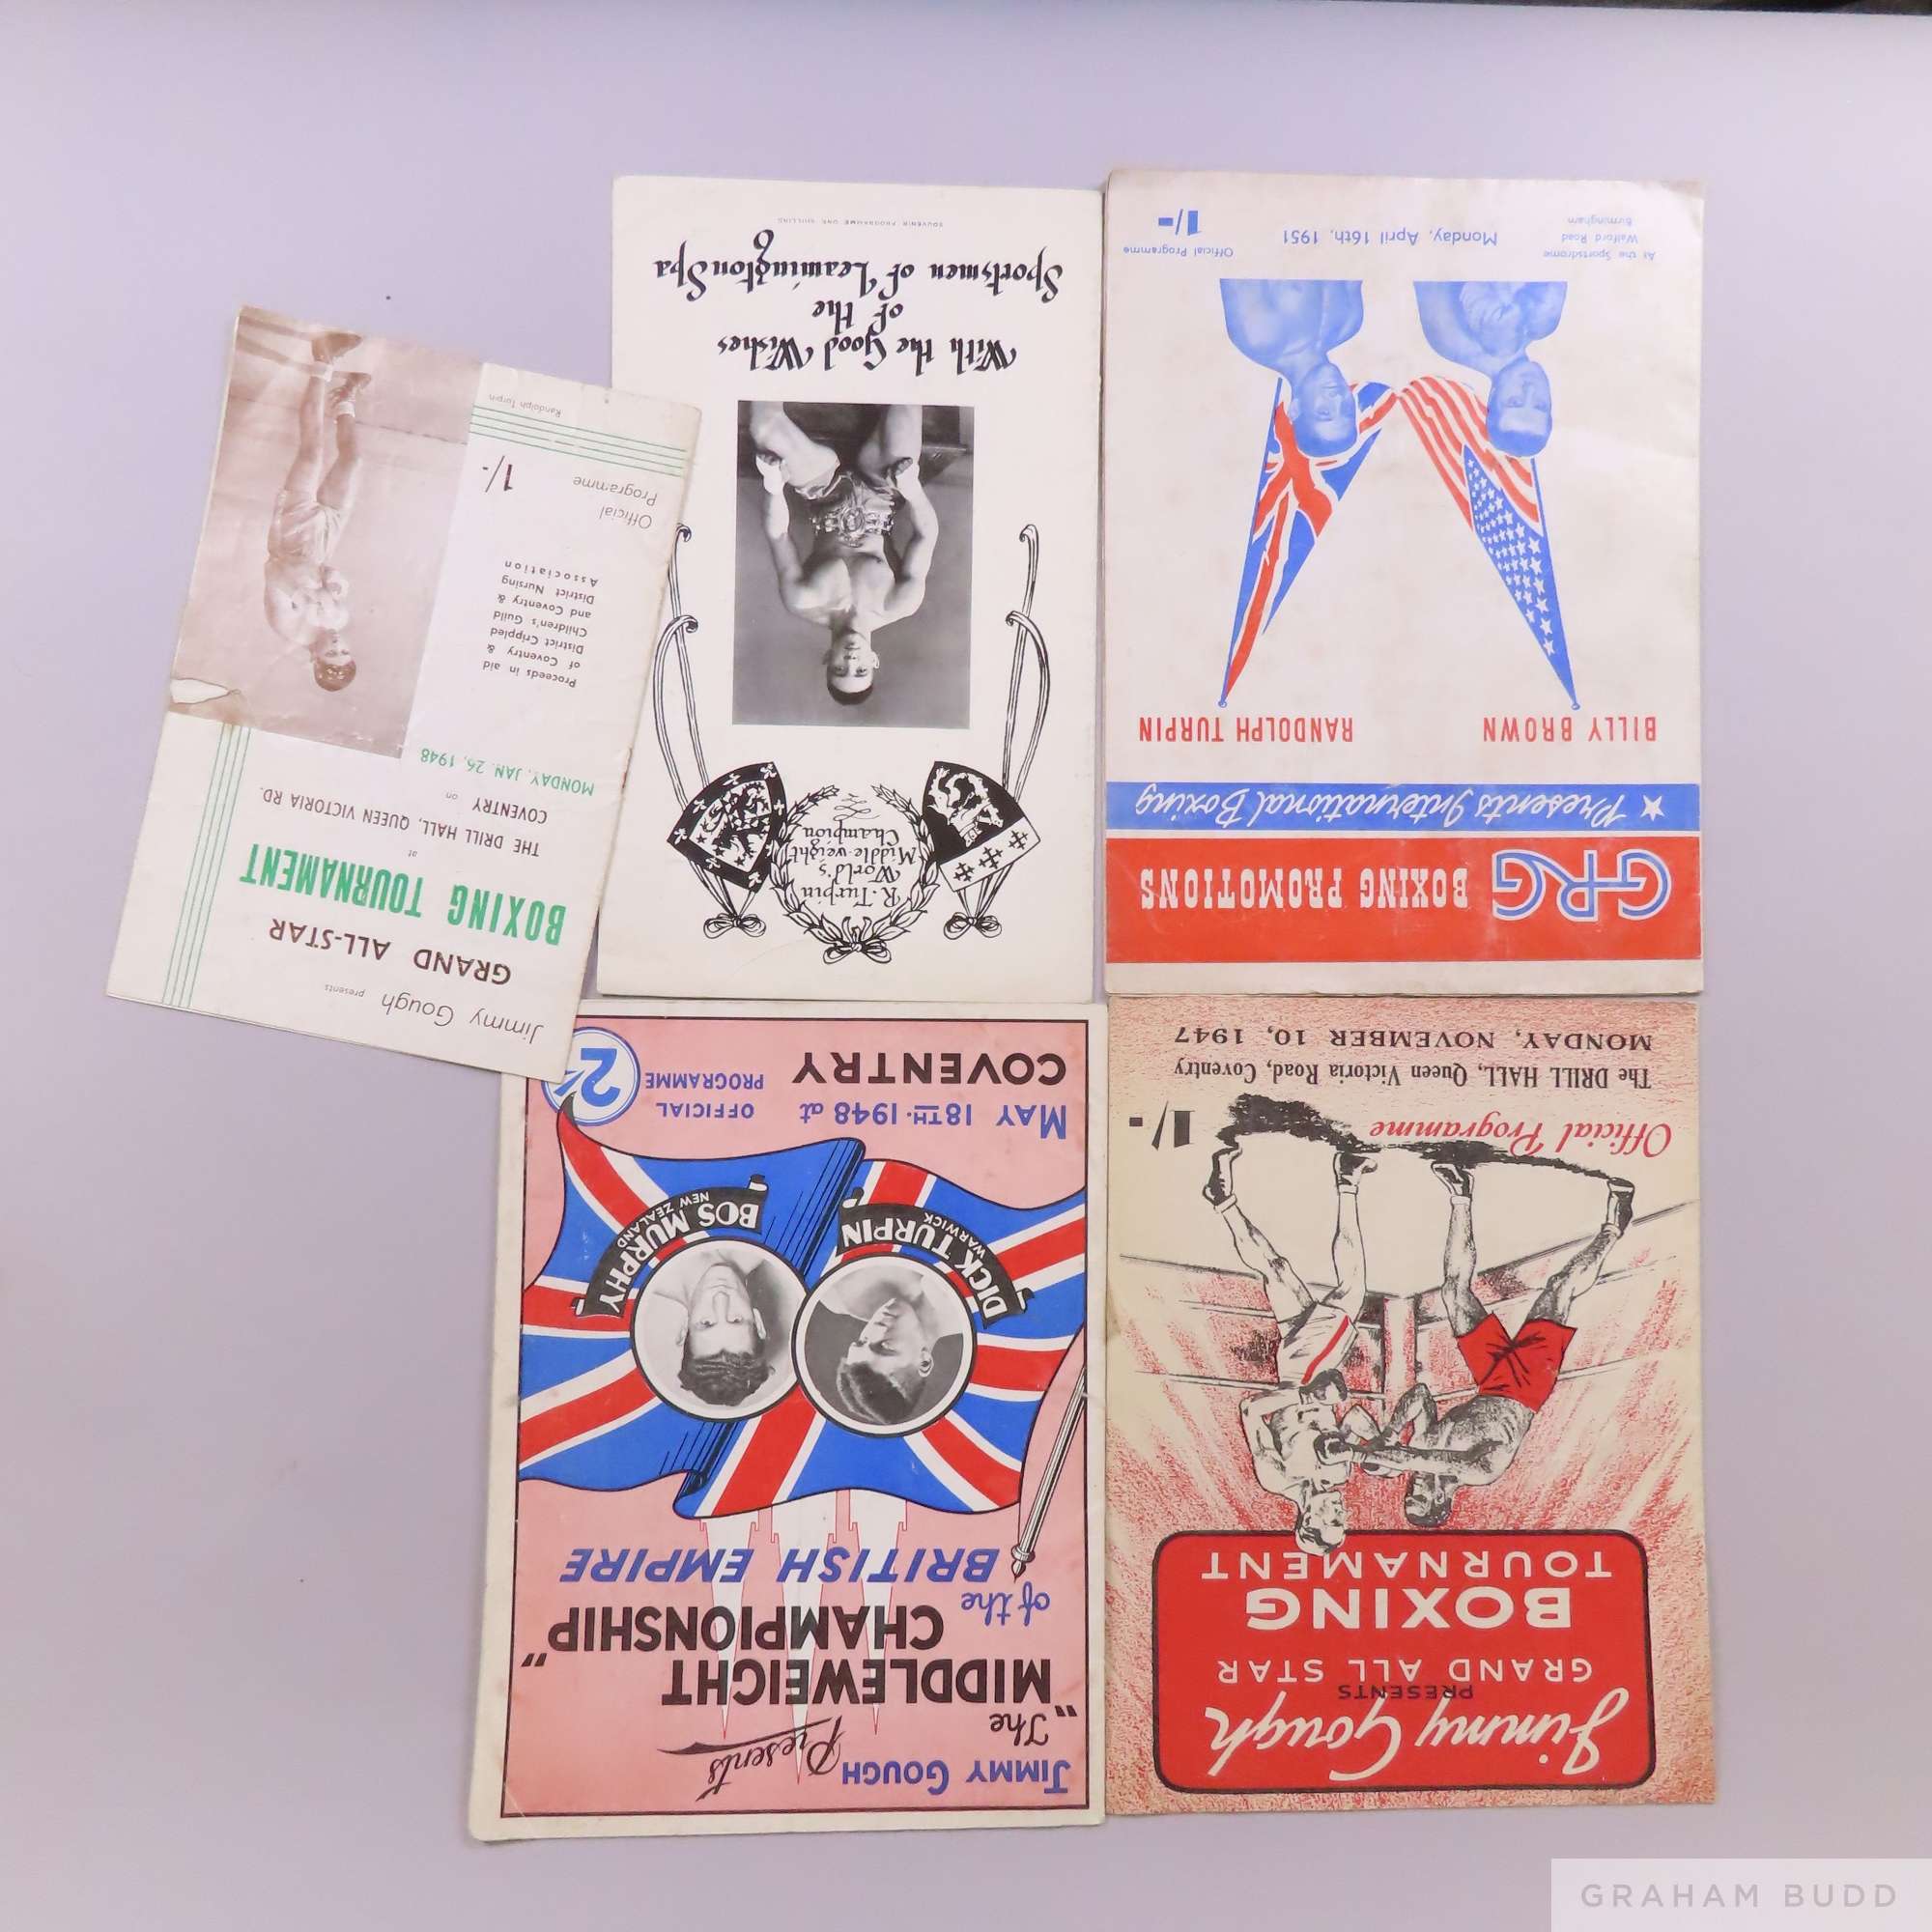 Jimmy Gough
PRESENTS
GRAND ALL STAR
BOXING
TOURNAMENT
Official Programme 1/-
The DRILL HALL, Queen Victoria Road, Coventry
MONDAY, NOVEMBER 10, 1947
JIMMY GOUGH Presents
"The
MIDDLEWEIGHT
CHAMPIONSHIP"
of the
BRITISH EMPIRE
DICK TURPIN
WARWICK
BOS MURPHY
NEW ZEALAND
MAY 18TH. 1948 at
COVENTRY
OFFICIAL
PROGRAMME
2/-
GRG BOXING PROMOTIONS
Presents International Boxing
BILLY BROWN
RANDOLPH TURPIN
At the Sportsdrome
Walford Road
Birmingham
Monday, April 16th, 1951
Official Programme
1/-
R. Turpin
World's
Middle-weight
Champion
With the Good Wishes
of the
Sportsmen of Leamington Spa
SOUVENIR PROGRAMME ONE SHILLING
Jimmy Gough presents
GRAND ALL-STAR
BOXING TOURNAMENT
at
THE DRILL HALL, QUEEN VICTORIA RD.
COVENTRY on
MONDAY, JAN. 26, 1948
Proceeds in aid
of Coventry &
District Crippled
Children's Guild
and Coventry &
District Nursing
Association
Official
Programme 1/-
Randolph Turpin
GRAHAM BUDD